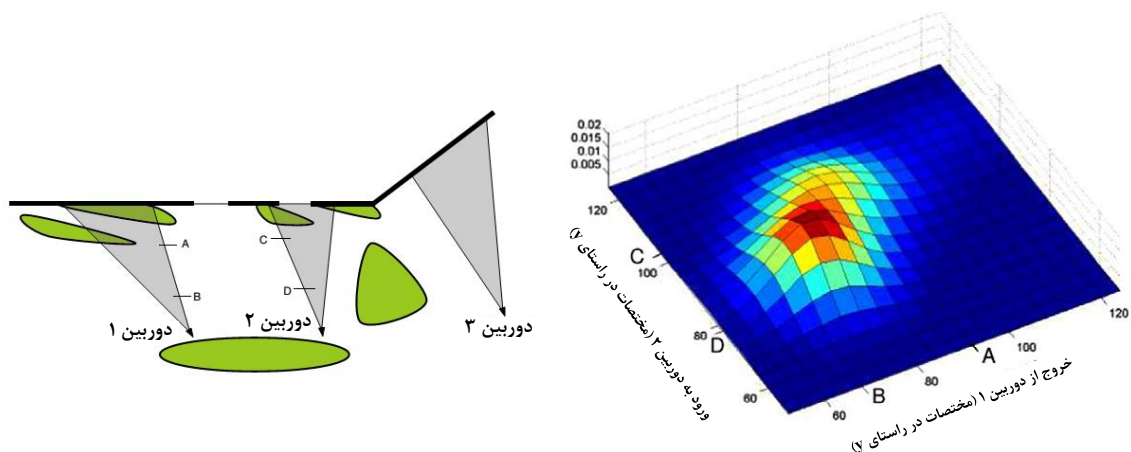 A
B
C
D
دوربین ۱
دوربین ۲
دوربین ۳
0.02
0.015
0.01
0.005
120
C
100
80
D
60
ورود به دوربین ۲ (مختصات در راستای y)
60
B
80
A
100
120
خروج از دوربین ۱ (مختصات در راستای y)